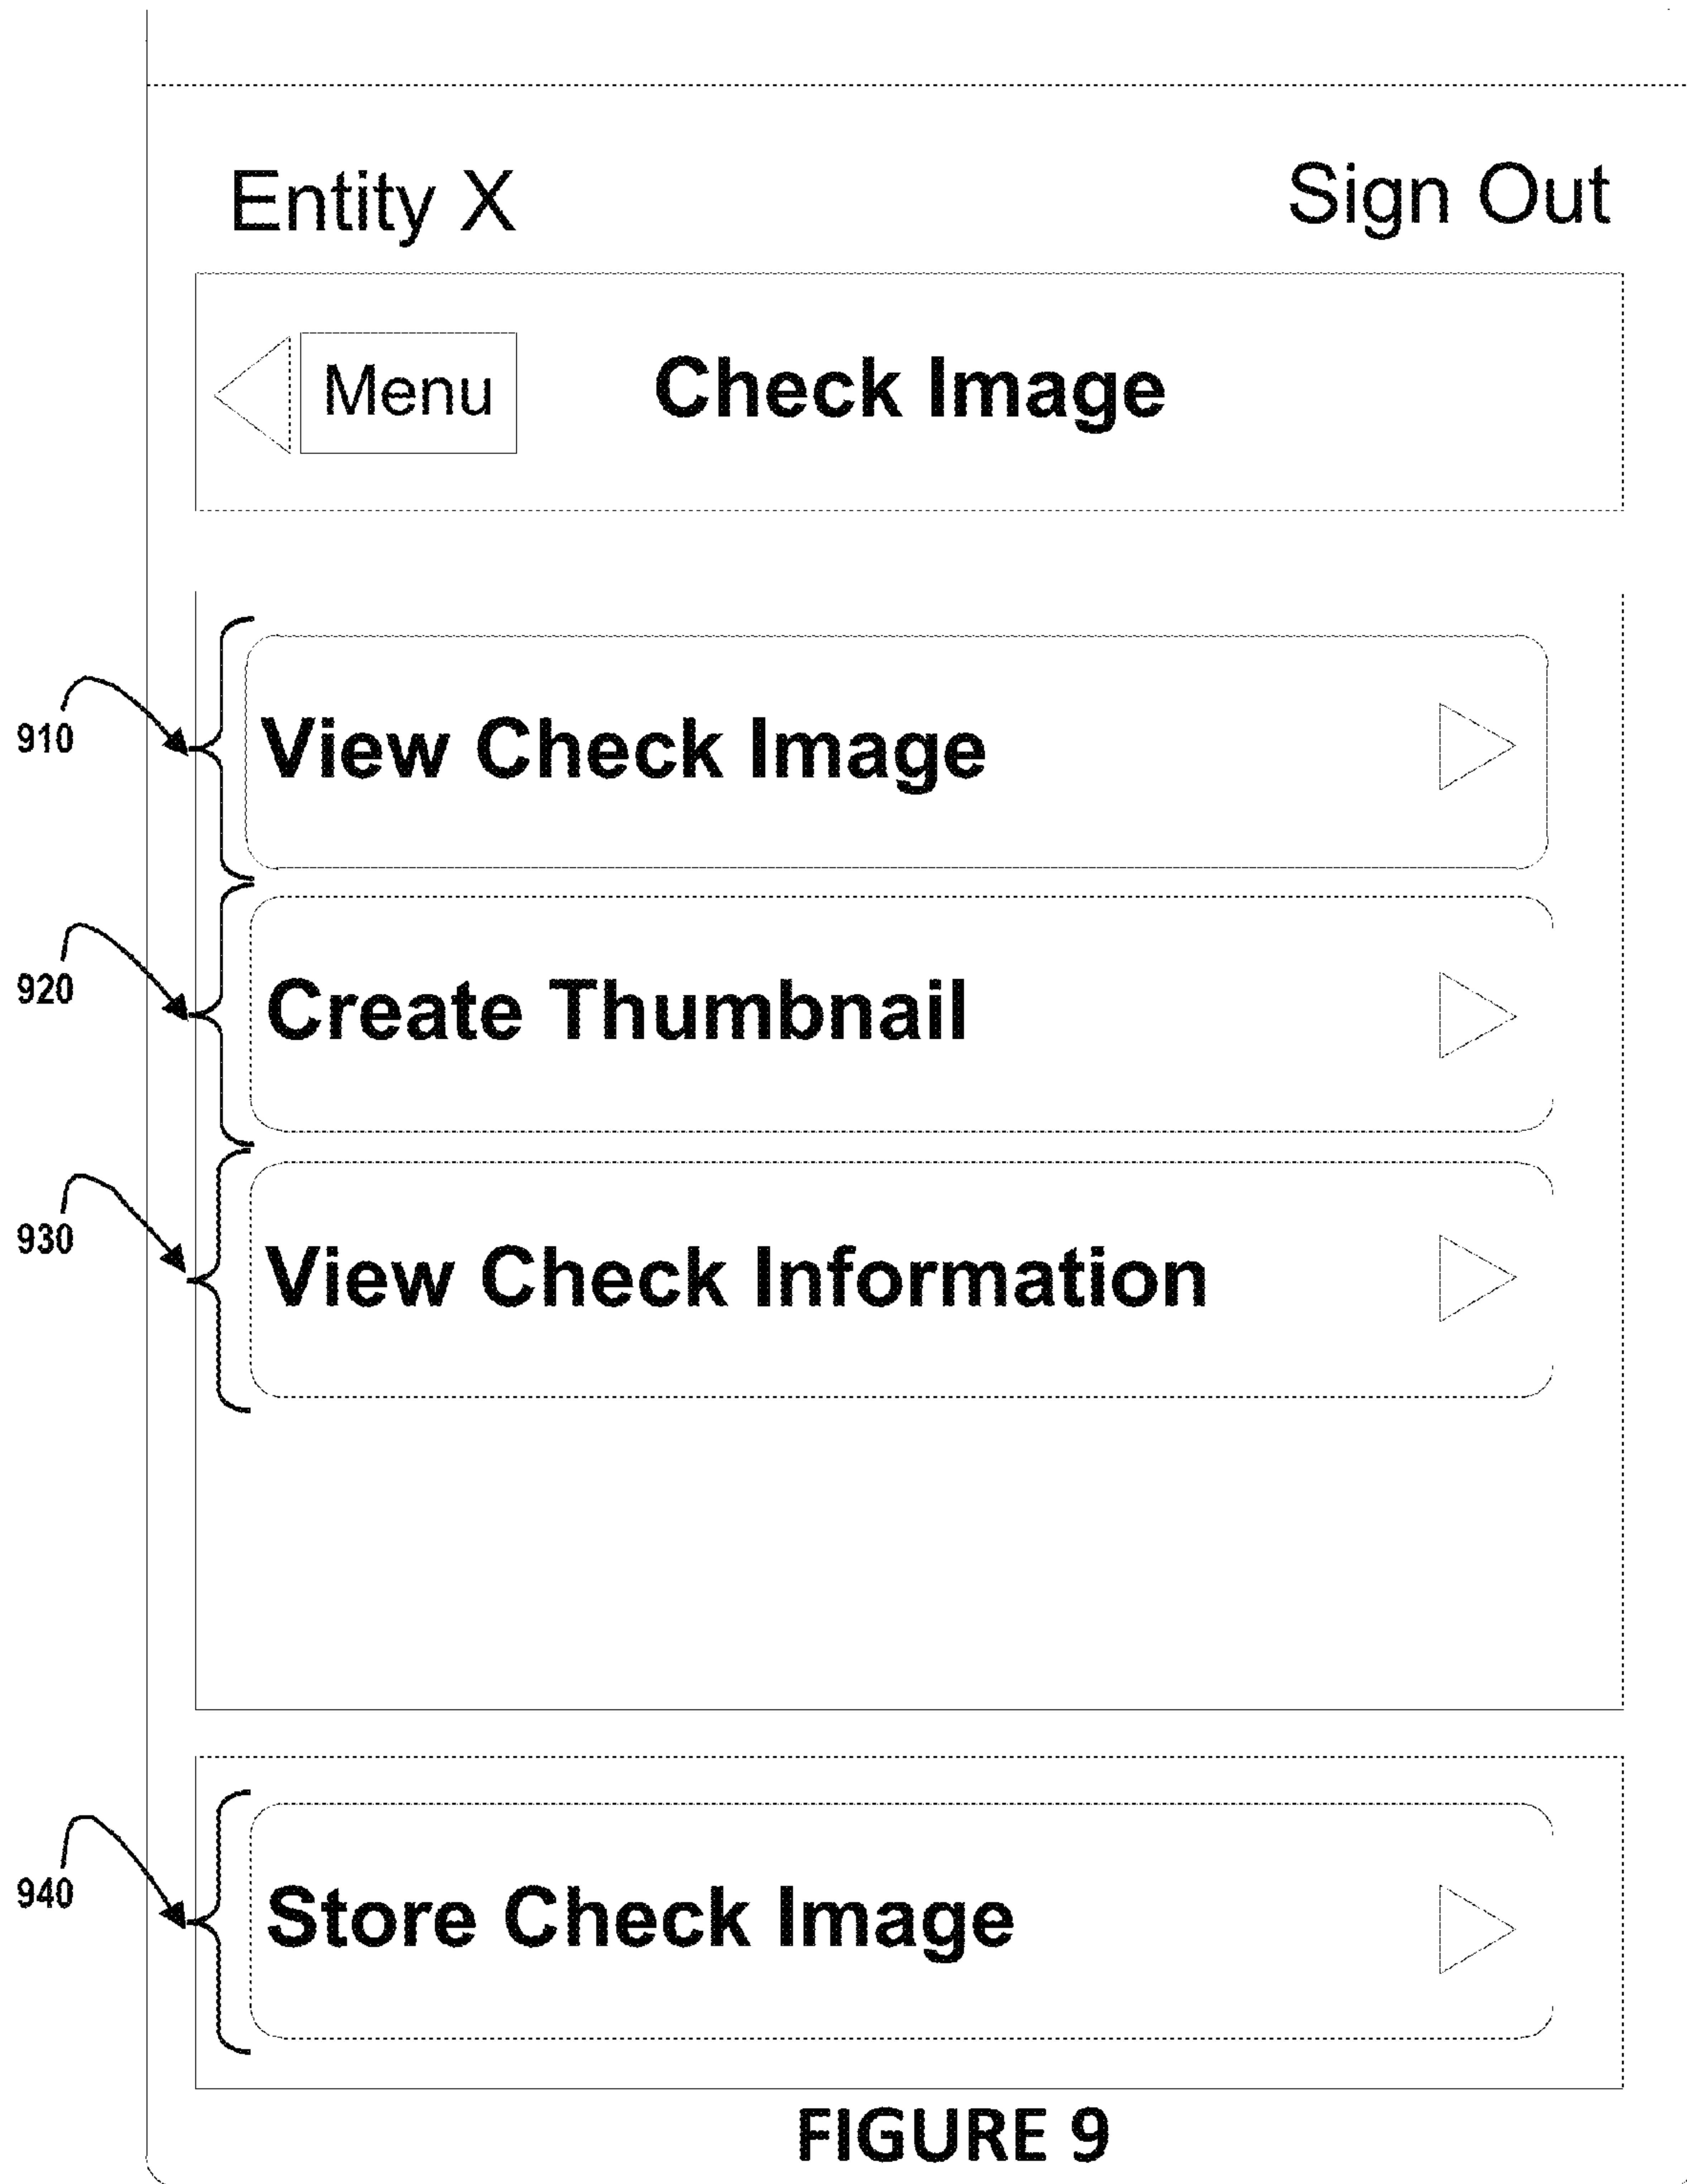 Entity X Sign Out
Menu Check Image
910 View Check Image
920 Create Thumbnail
930 View Check Information
940 Store Check Image
FIGURE 9